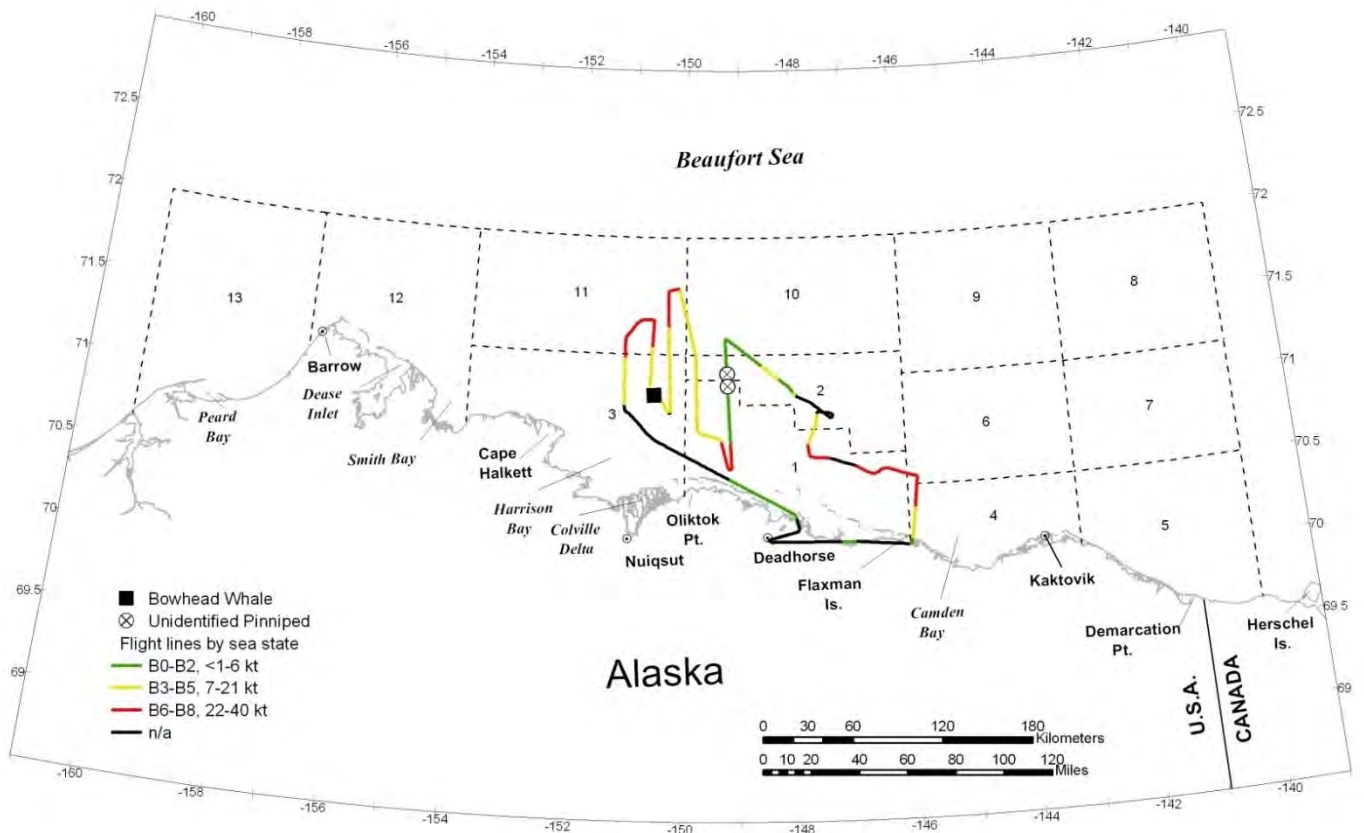 -160
-158
-156
-154
-152
-150
-148
-146
-144
-142
-140
72.5
72.5
72
72
71.5
71.5
71
71
70.5
70.5
70
70
69.5
69.5
69
69
Beaufort Sea
13
12
11
10
9
8
3
2
6
7
1
4
5
Barrow
Dease
Inlet
Peard
Bay
Smith Bay
Cape
Halkett
Harrison
Bay
Colville
Delta
Oliktok
Pt.
Nuiqsut
Deadhorse
Flaxman
Is.
Camden
Bay
Kaktovik
Demarcation
Pt.
Herschel
Is.
Alaska
U.S.A.
CANADA
Bowhead Whale
Unidentified Pinniped
Flight lines by sea state
B0-B2, <1-6 kt
B3-B5, 7-21 kt
B6-B8, 22-40 kt
n/a
0 30 60 120 180
Kilometers
0 10 20 40 60 80 100 120
Miles
-160
-156
-154
-152
-150
-148
-146
-144
-142
-140